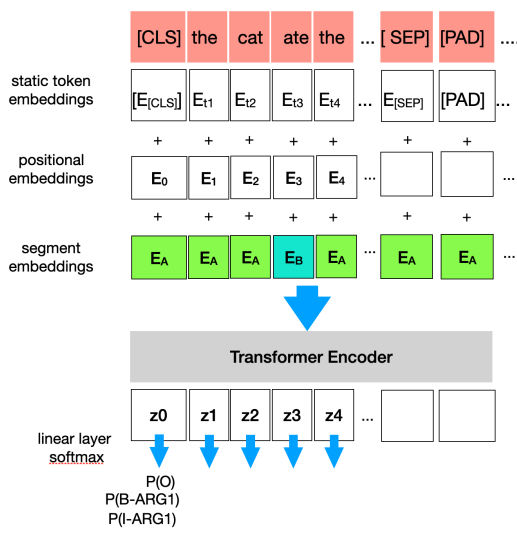 [CLS] the cat ate the ... [ SEP] [PAD] ....
static token
embeddings
[E[CLS]] Et1 Et2 Et3 Et4 ... E[SEP] [PAD] ...
+ + + + + + +
positional
embeddings
E0 E1 E2 E3 E4 ... ...
+ + + + + + +
segment
embeddings
EA EA EA EB EA ... EA EA ...
Transformer Encoder
z0 z1 z2 z3 z4 ...
linear layer
softmax
P(O)
P(B-ARG1)
P(I-ARG1)